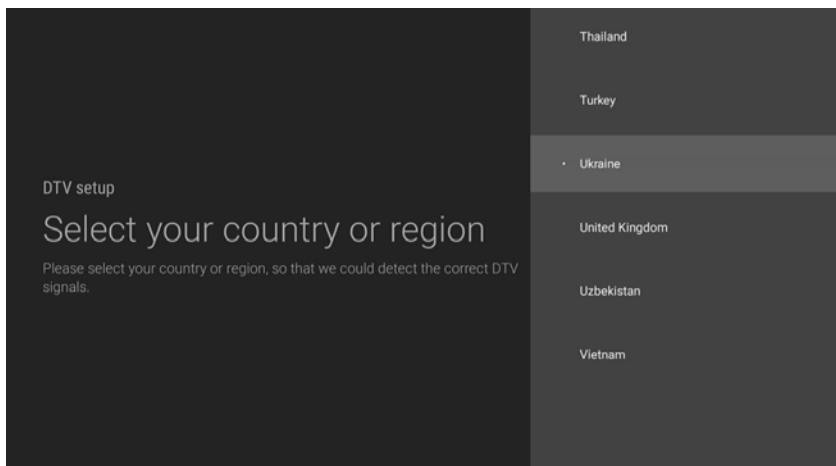 DTV setup
Select your country or region
Please select your country or region, so that we could detect the correct DTV
signals.
Thailand
Turkey
Ukraine
United Kingdom
Uzbekistan
Vietnam